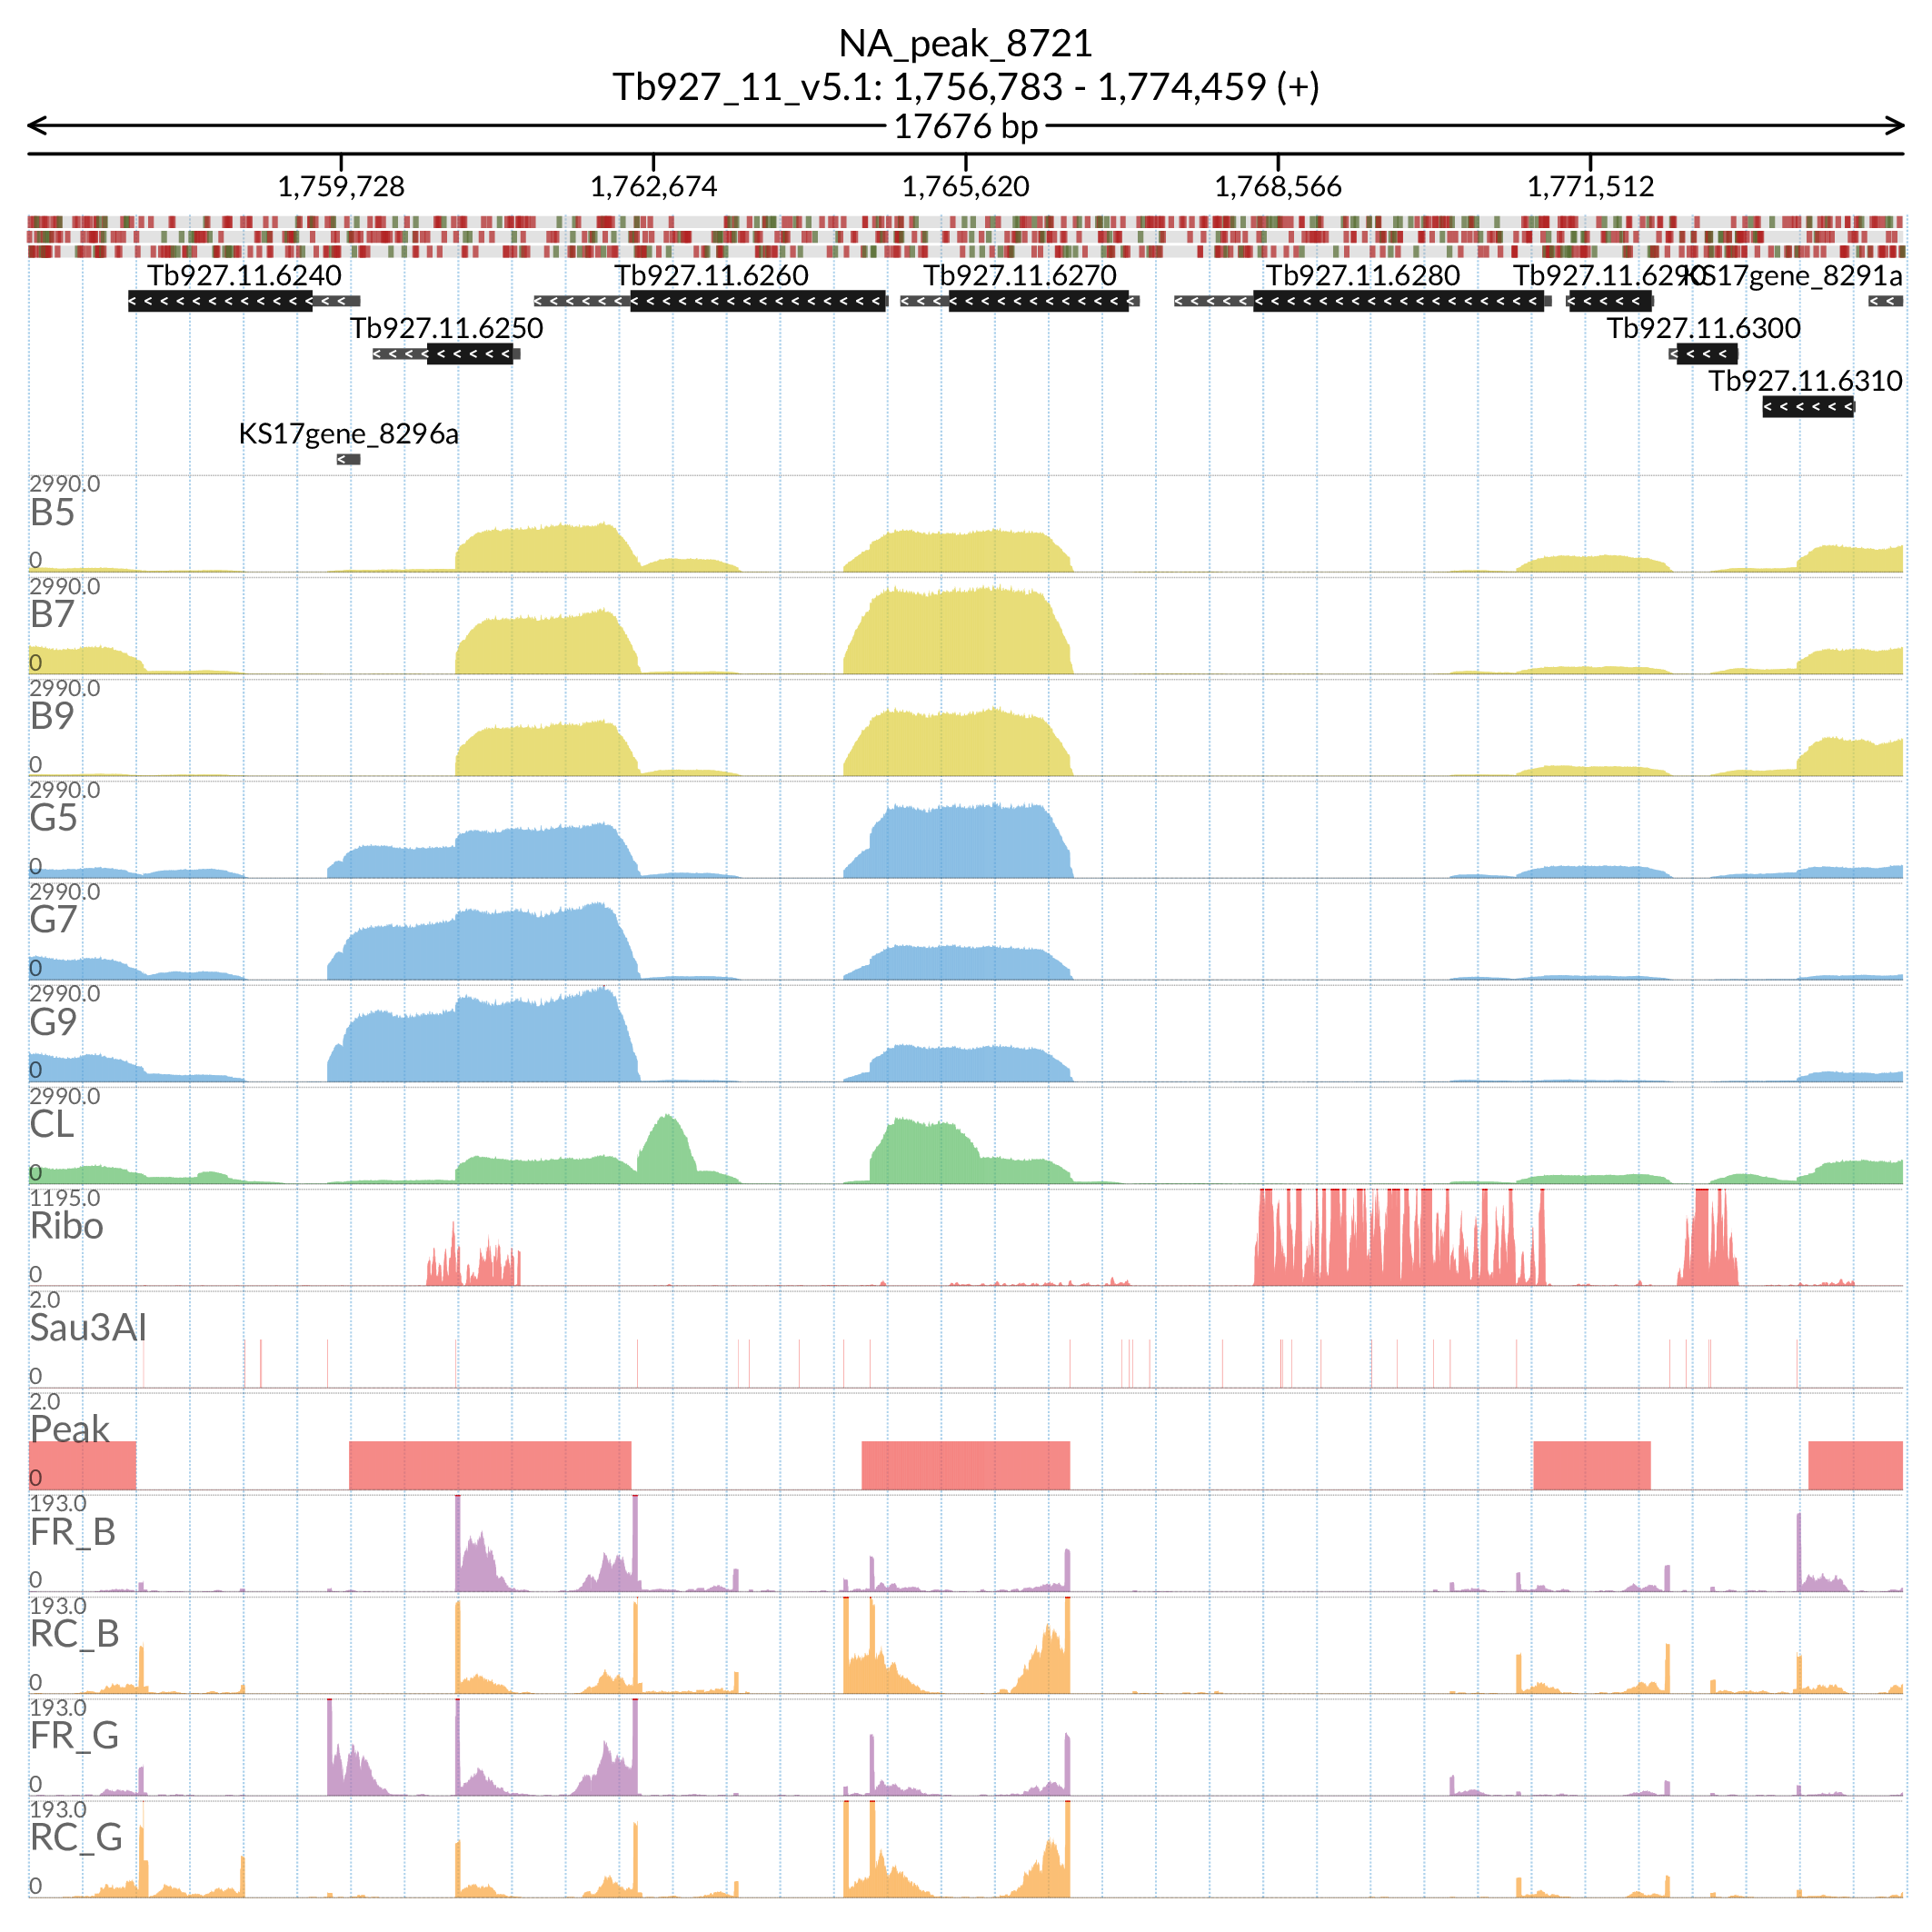 NA_peak_8721
Tb927_11_v5.1: 1,756,783 - 1,774,459 (+)
17676 bp
1,759,728 1,762,674 1,765,620 1,768,566 1,771,512
Tb927.11.6240 Tb927.11.6260 Tb927.11.6270 Tb927.11.6280 Tb927.11.6290 KS17gene_8291a
Tb927.11.6250 Tb927.11.6300
Tb927.11.6310
KS17gene_8296a
2990.0
B5
0
2990.0
B7
0
2990.0
B9
0
2990.0
G5
0
2990.0
G7
0
2990.0
G9
0
2990.0
CL
0
1195.0
Ribo
0
2.0
Sau3AI
0
2.0
Peak
0
193.0
FR_B
0
193.0
RC_B
0
193.0
FR_G
0
193.0
RC_G
0